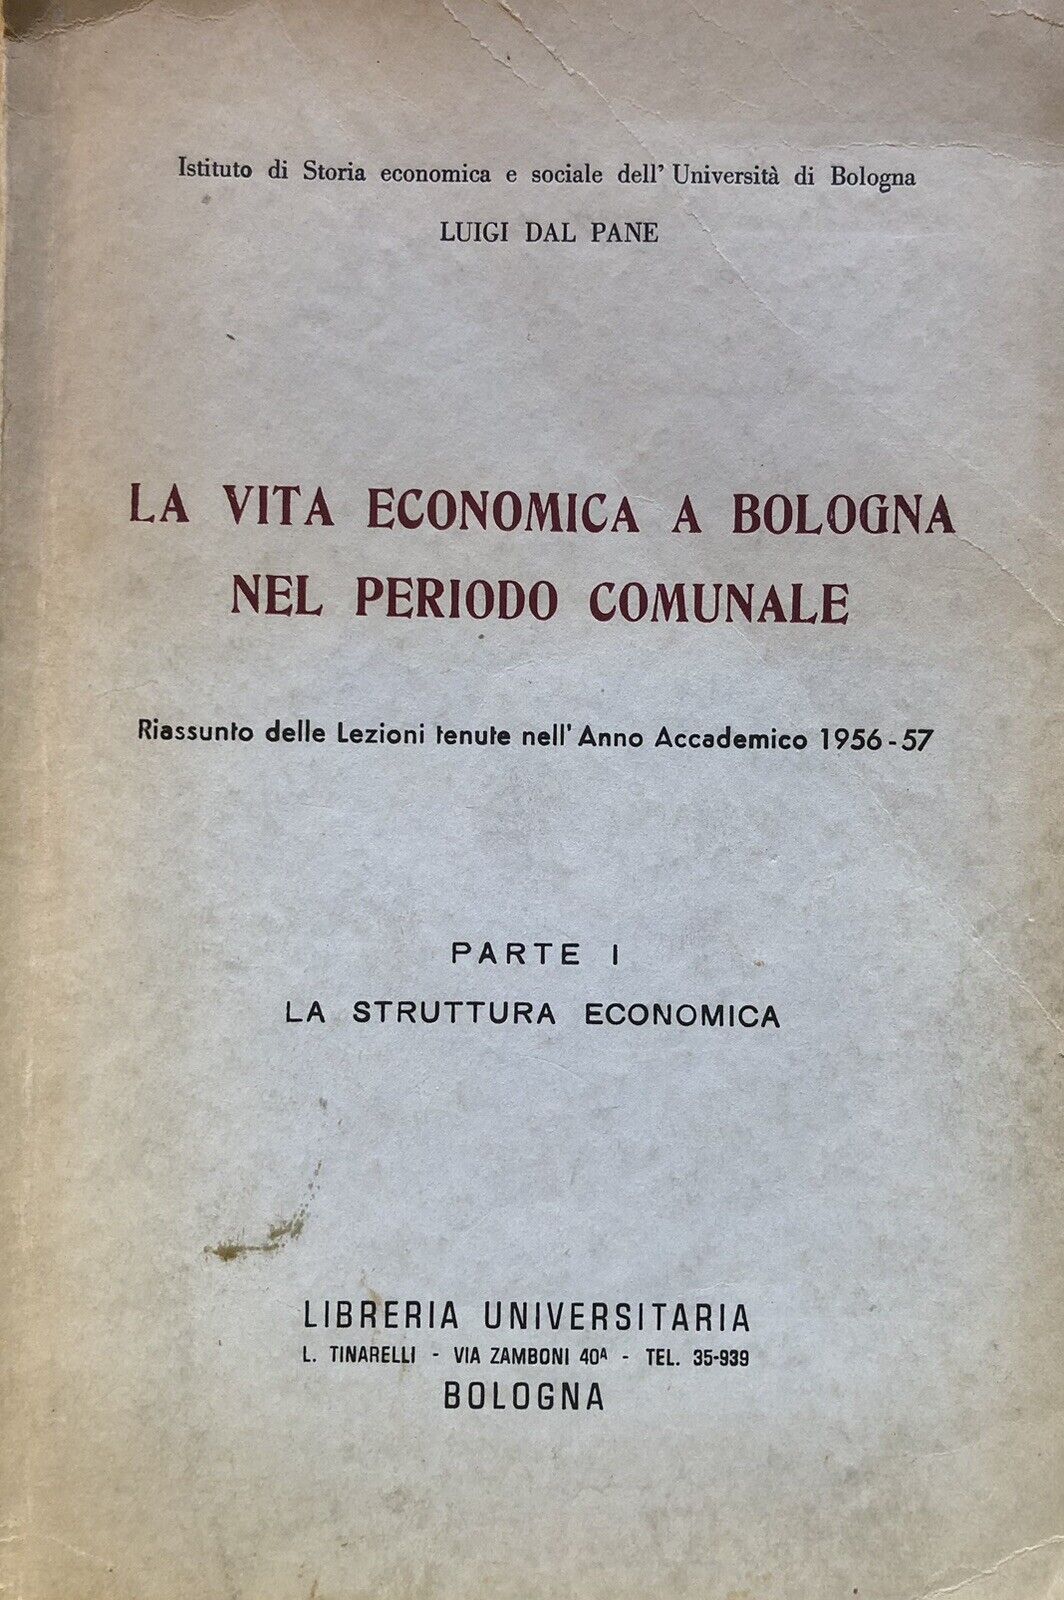 Istituto di Storia economica e sociale dell' Università di Bologna
LUIGI DAL PANE
LA VITA ECONOMICA A BOLOGNA
NEL PERIODO COMUNALE
Riassunto delle Lezioni tenute nell' Anno Accademico 1956-57
PARTE I
LA STRUTTURA ECONOMICA
LIBRERIA UNIVERSITARIA
L. TINARELLI - VIA ZAMBONI 40A - TEL. 35-939
BOLOGNA